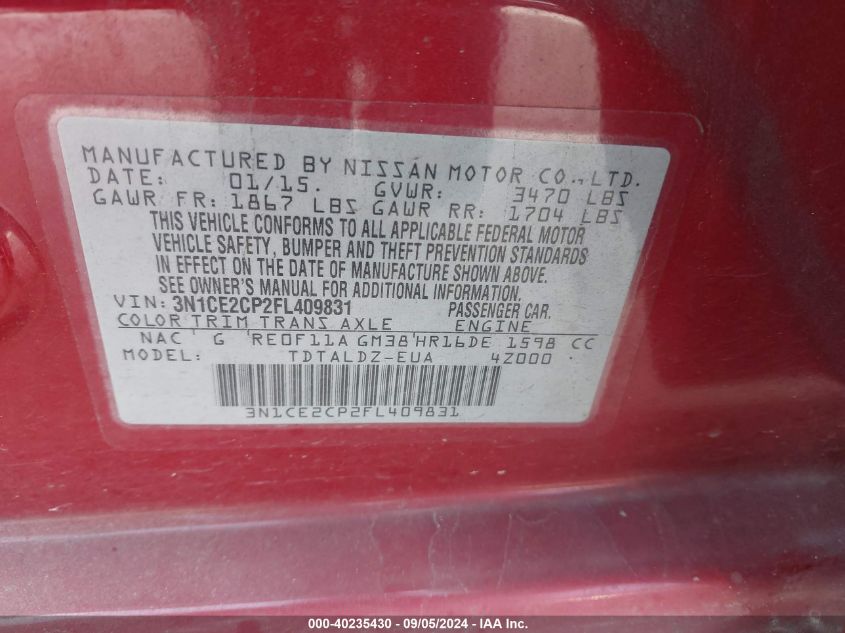 MANUFACTURED BY NISSAN MOTOR CO.,LTD.
DATE: 01/15. GVWR: 3470 LBS
GAWR FR: 1867 LBS GAWR RR: 1704 LBS
THIS VEHICLE CONFORMS TO ALL APPLICABLE FEDERAL MOTOR
VEHICLE SAFETY, BUMPER AND THEFT PREVENTION STANDARDS
IN EFFECT ON THE DATE OF MANUFACTURE SHOWN ABOVE.
SEE OWNER'S MANUAL FOR ADDITIONAL INFORMATION.
VIN: 3N1CE2CP2FL409831 PASSENGER CAR.
COLOR TRIM TRANS AXLE ENGINE
NAC G RE0F11A GM38 HR16DE 1598 CC
MODEL: TDTALDZ-EUA 4Z000
3N1CE2CP2FL409831
000-40235430 - 09/05/2024 - IAA Inc.